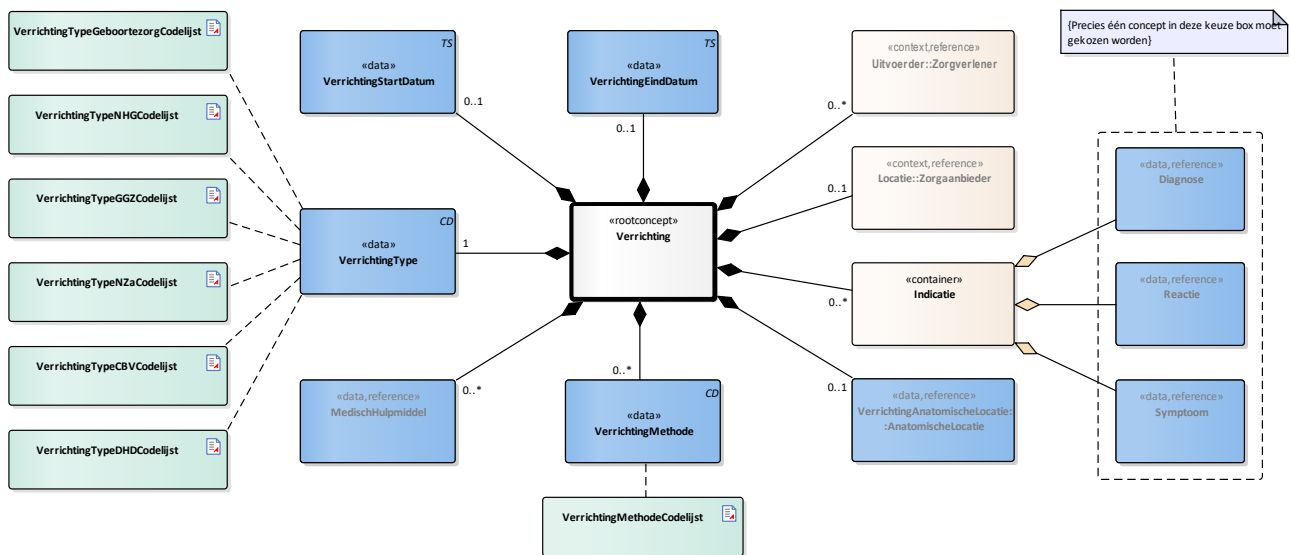 VerrichtingTypeGeboortezorgCodelijst
VerrichtingTypeNHGCodelijst
VerrichtingTypeGGZCodelijst
VerrichtingTypeNZaCodelijst
VerrichtingTypeCBVCodelijst
VerrichtingTypeDHDCodelijst
TS
«data»
VerrichtingStartDatum
0..1
TS
«data»
VerrichtingEindDatum
0..1
«context,reference»
Uitvoerder::Zorgverlener
0..*
{Precies één concept in deze keuze box moet
gekozen worden}
«context,reference»
Locatie::Zorgaanbieder
0..1
«data,reference»
Diagnose
CD
«data»
VerrichtingType
1
«rootconcept»
Verrichting
«container»
Indicatie
0..*
«data,reference»
Reactie
«data,reference»
MedischHulpmiddel
0..*
0..*
CD
«data»
VerrichtingMethode
0..1
«data,reference»
VerrichtingAnatomischeLocatie:
:AnatomischeLocatie
«data,reference»
Symptoom
VerrichtingMethodeCodelijst